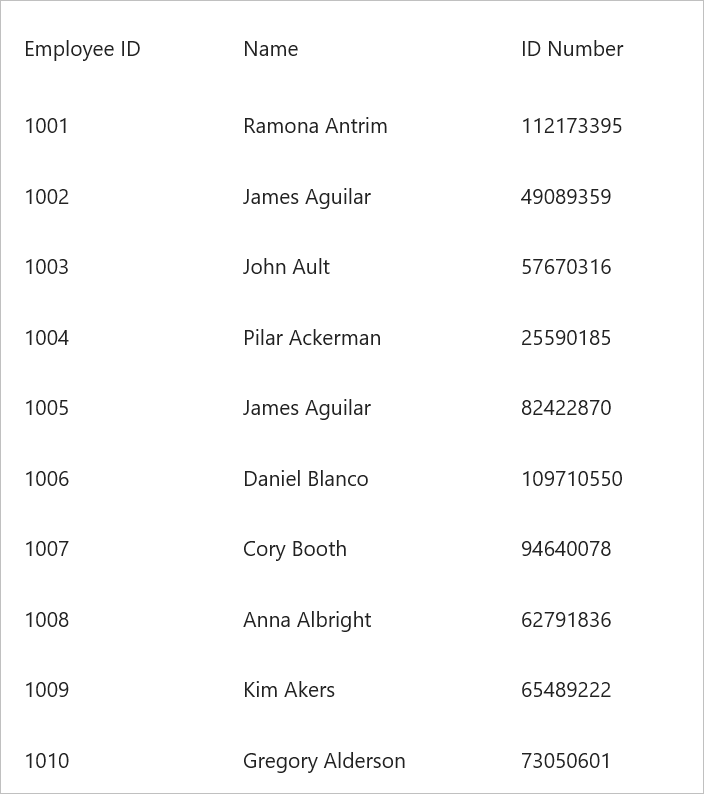 Employee ID Name ID Number
1001 Ramona Antrim 112173395
1002 James Aguilar 49089359
1003 John Ault 57670316
1004 Pilar Ackerman 25590185
1005 James Aguilar 82422870
1006 Daniel Blanco 109710550
1007 Cory Booth 94640078
1008 Anna Albright 62791836
1009 Kim Akers 65489222
1010 Gregory Alderson 73050601